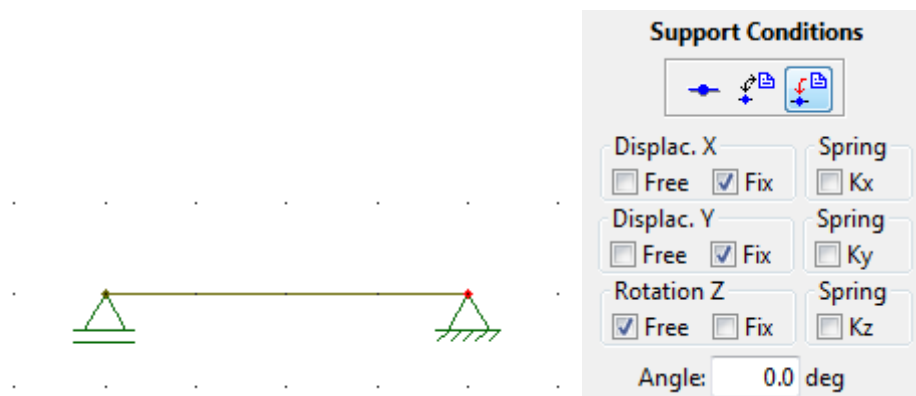 Support Conditions
Displac. X Spring
Free Fix Kx
Displac. Y Spring
Free Fix Ky
Rotation Z Spring
Free Fix Kz
Angle: 0.0 deg